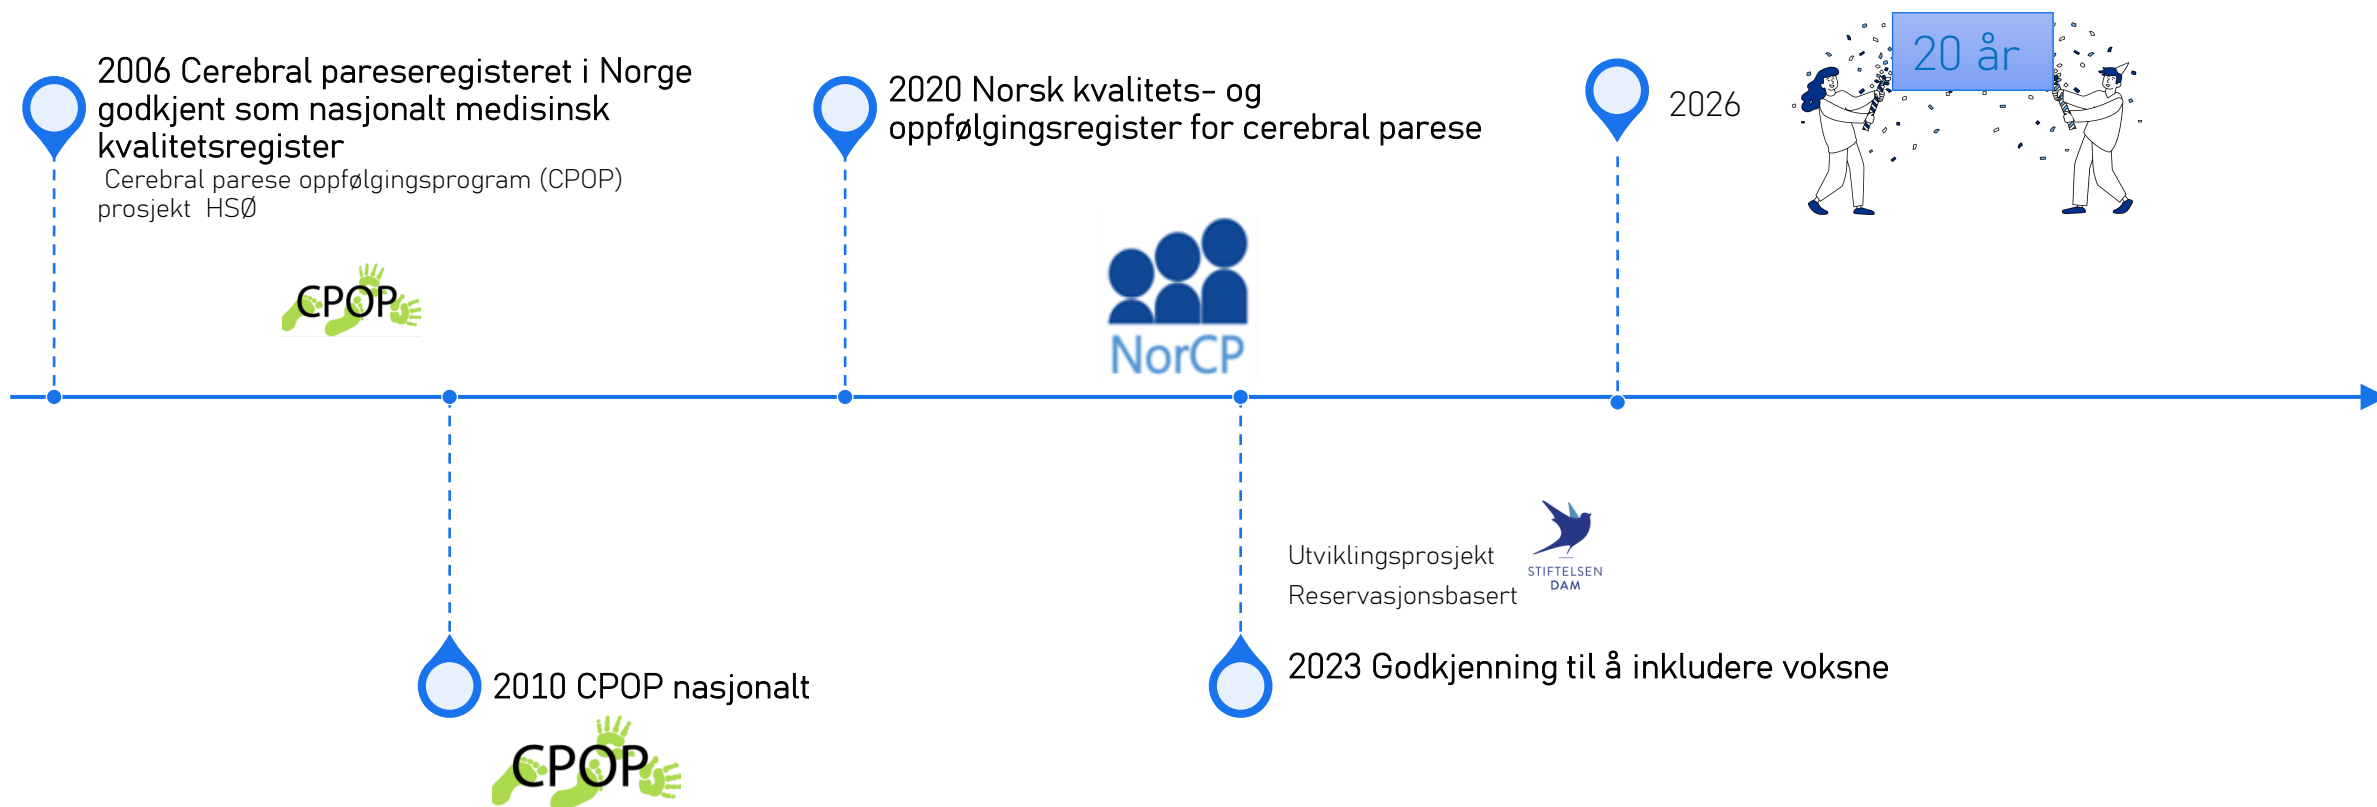 2006 Cerebral pareseregisteret i Norge
godkjent som nasjonalt medisinsk
kvalitetsregister
Cerebral parese oppfølgingsprogram (CPOP)
prosjekt HSØ
CPOP
2010 CPOP nasjonalt
CPOP
2020 Norsk kvalitets- og
oppfølgingsregister for cerebral parese
NorCP
Utviklingsprosjekt
Reservasjonsbasert
STIFTELSEN
DAM
2023 Godkjenning til å inkludere voksne
2026
20 år